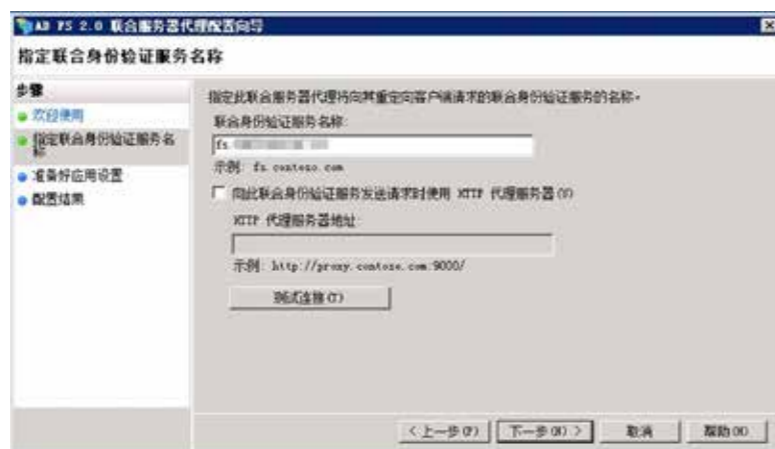 AD FS 2.0 联合服务器代理配置向导
指定联合身份验证服务名称
步骤
欢迎使用
指定联合身份验证服务名
称
准备好应用设置
配置结果
指定此联合服务器代理将向其重定向客户端请求的联合身份验证服务的名称。
联合身份验证服务名称:
fs.
示例: fs.contoso.com
向此联合身份验证服务发送请求时使用 HTTP 代理服务器(S)
HTTP 代理服务器地址:
示例: http://proxy.contoso.com:9000/
测试连接(T)
< 上一步(P)
下一步(N) >
取消
帮助(H)